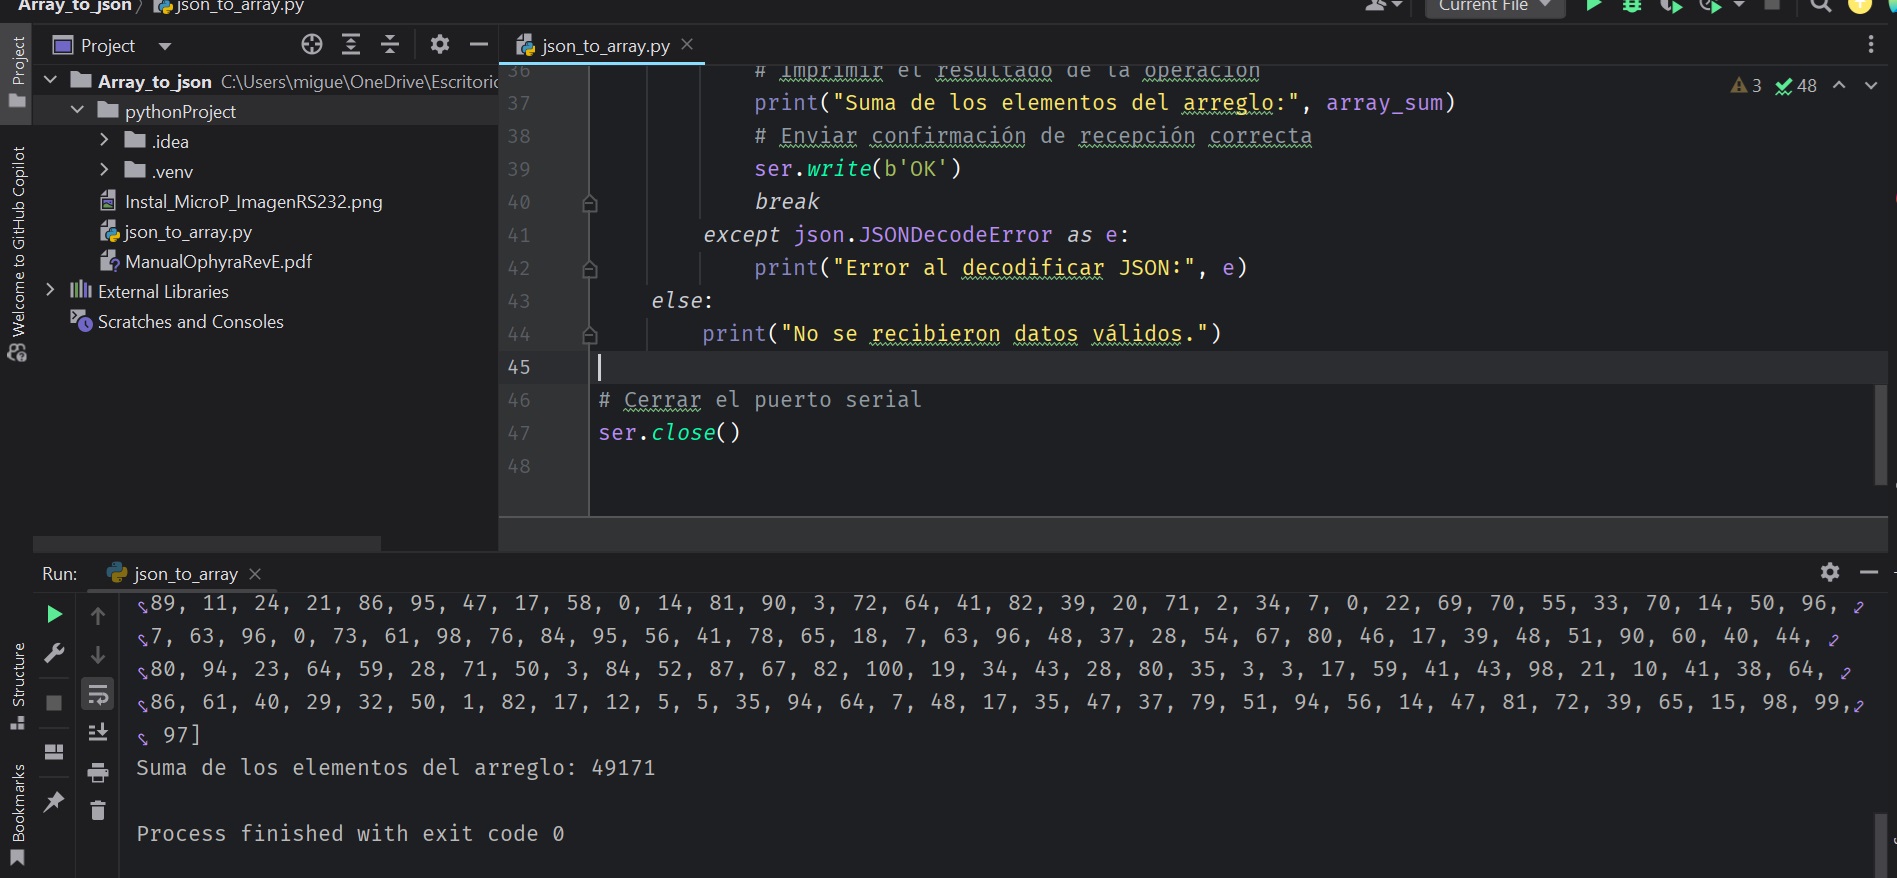 Array_to_json
json_to_array.py
Current File
Project
Project
json_to_array.py
Array_to_json C:\Users\migue\OneDrive\Escritoric
pythonProject
.idea
.venv
Instal_MicroP_ImagenRS232.png
json_to_array.py
ManualOphyraRevE.pdf
External Libraries
Scratches and Consoles
Welcome to GitHub Copilot
Structure
Bookmarks
3 48
36 # Imprimir el resultado de la operación
37 print("Suma de los elementos del arreglo:", array_sum)
38 # Enviar confirmación de recepción correcta
39 ser.write(b'OK')
40 break
41 except json.JSONDecodeError as e:
42 print("Error al decodificar JSON:", e)
43 else:
44 print("No se recibieron datos válidos.")
45
46 # Cerrar el puerto serial
47 ser.close()
48
Run: json_to_array
89, 11, 24, 21, 86, 95, 47, 17, 58, 0, 14, 81, 90, 3, 72, 64, 41, 82, 39, 20, 71, 2, 34, 7, 0, 22, 69, 70, 55, 33, 70, 14, 50, 96,
7, 63, 96, 0, 73, 61, 98, 76, 84, 95, 56, 41, 78, 65, 18, 7, 63, 96, 48, 37, 28, 54, 67, 80, 46, 17, 39, 48, 51, 90, 60, 40, 44,
80, 94, 23, 64, 59, 28, 71, 50, 3, 84, 52, 87, 67, 82, 100, 19, 34, 43, 28, 80, 35, 3, 3, 17, 59, 41, 43, 98, 21, 10, 41, 38, 64,
86, 61, 40, 29, 32, 50, 1, 82, 17, 12, 5, 5, 35, 94, 64, 7, 48, 17, 35, 47, 37, 79, 51, 94, 56, 14, 47, 81, 72, 39, 65, 15, 98, 99,
97]
Suma de los elementos del arreglo: 49171
Process finished with exit code 0